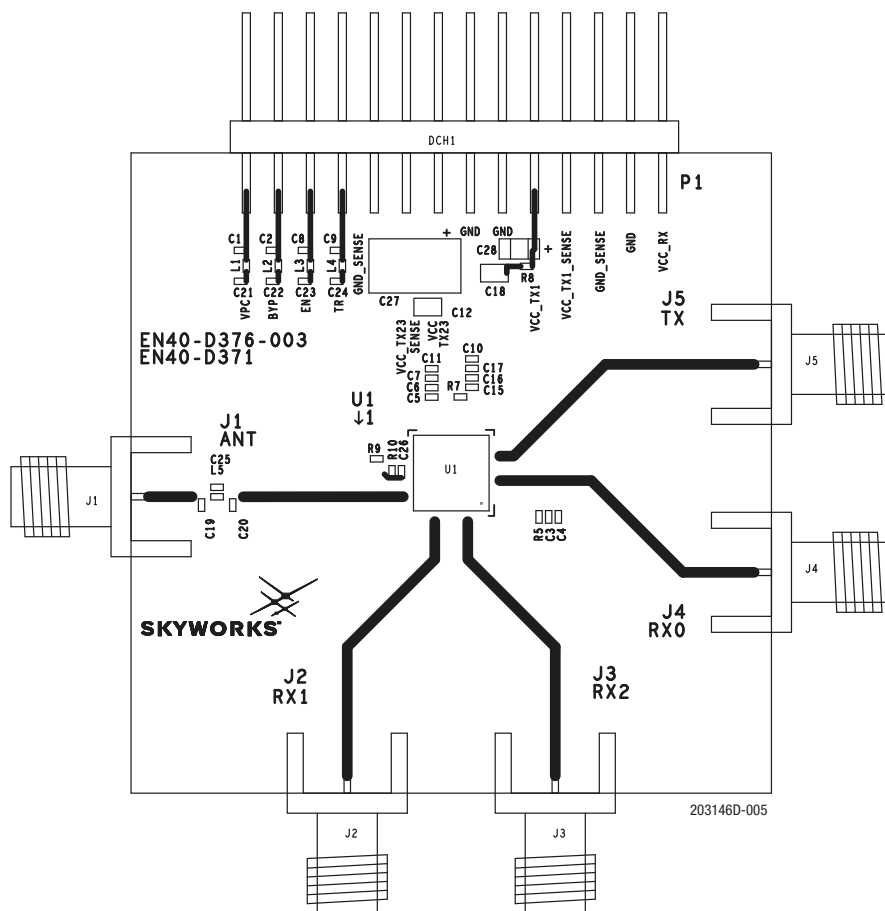 DCH1
P1
C1
C2
C8
C9
L1
L2
L3
L4
C21
C22
C23
C24
VPC
BYP
EN
TR
GND_SENSE
+
GND
GND
C28
+
C27
C18
R8
C12
VCC_TX1
VCC_TX1_SENSE
GND_SENSE
GND
VCC_RX
VCC_TX23
SENSE
VCC
TX23
EN40-D376-003
EN40-D371
C10
C11
C17
C7
C16
C6
C15
C5
R7
J5
TX
J5
U1
↓1
R9
R10
C26
U1
J1
ANT
J1
C25
L5
C19
C20
R5
C3
C4
J4
J4
RX0
SKYWORKS
J2
RX1
J3
RX2
J2
J3
203146D-005